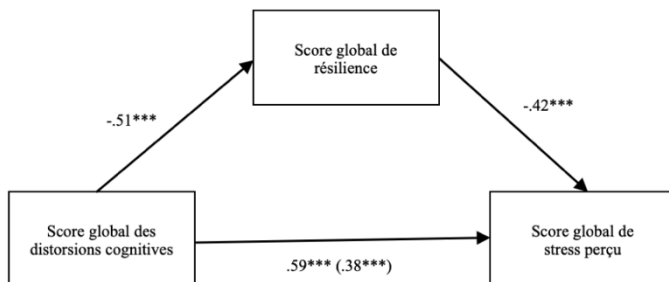 Score global de
résilience
-.51***
-.42***
Score global des
distorsions cognitives
Score global de
stress perçu
.59*** (.38***)